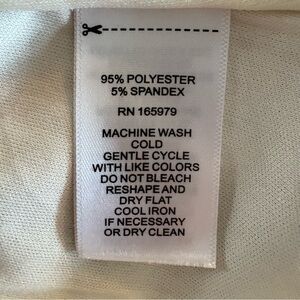 95% POLYESTER
5% SPANDEX
RN 165979
MACHINE WASH
COLD
GENTLE CYCLE
WITH LIKE COLORS
DO NOT BLEACH
RESHAPE AND
DRY FLAT
COOL IRON
IF NECESSARY
OR DRY CLEAN